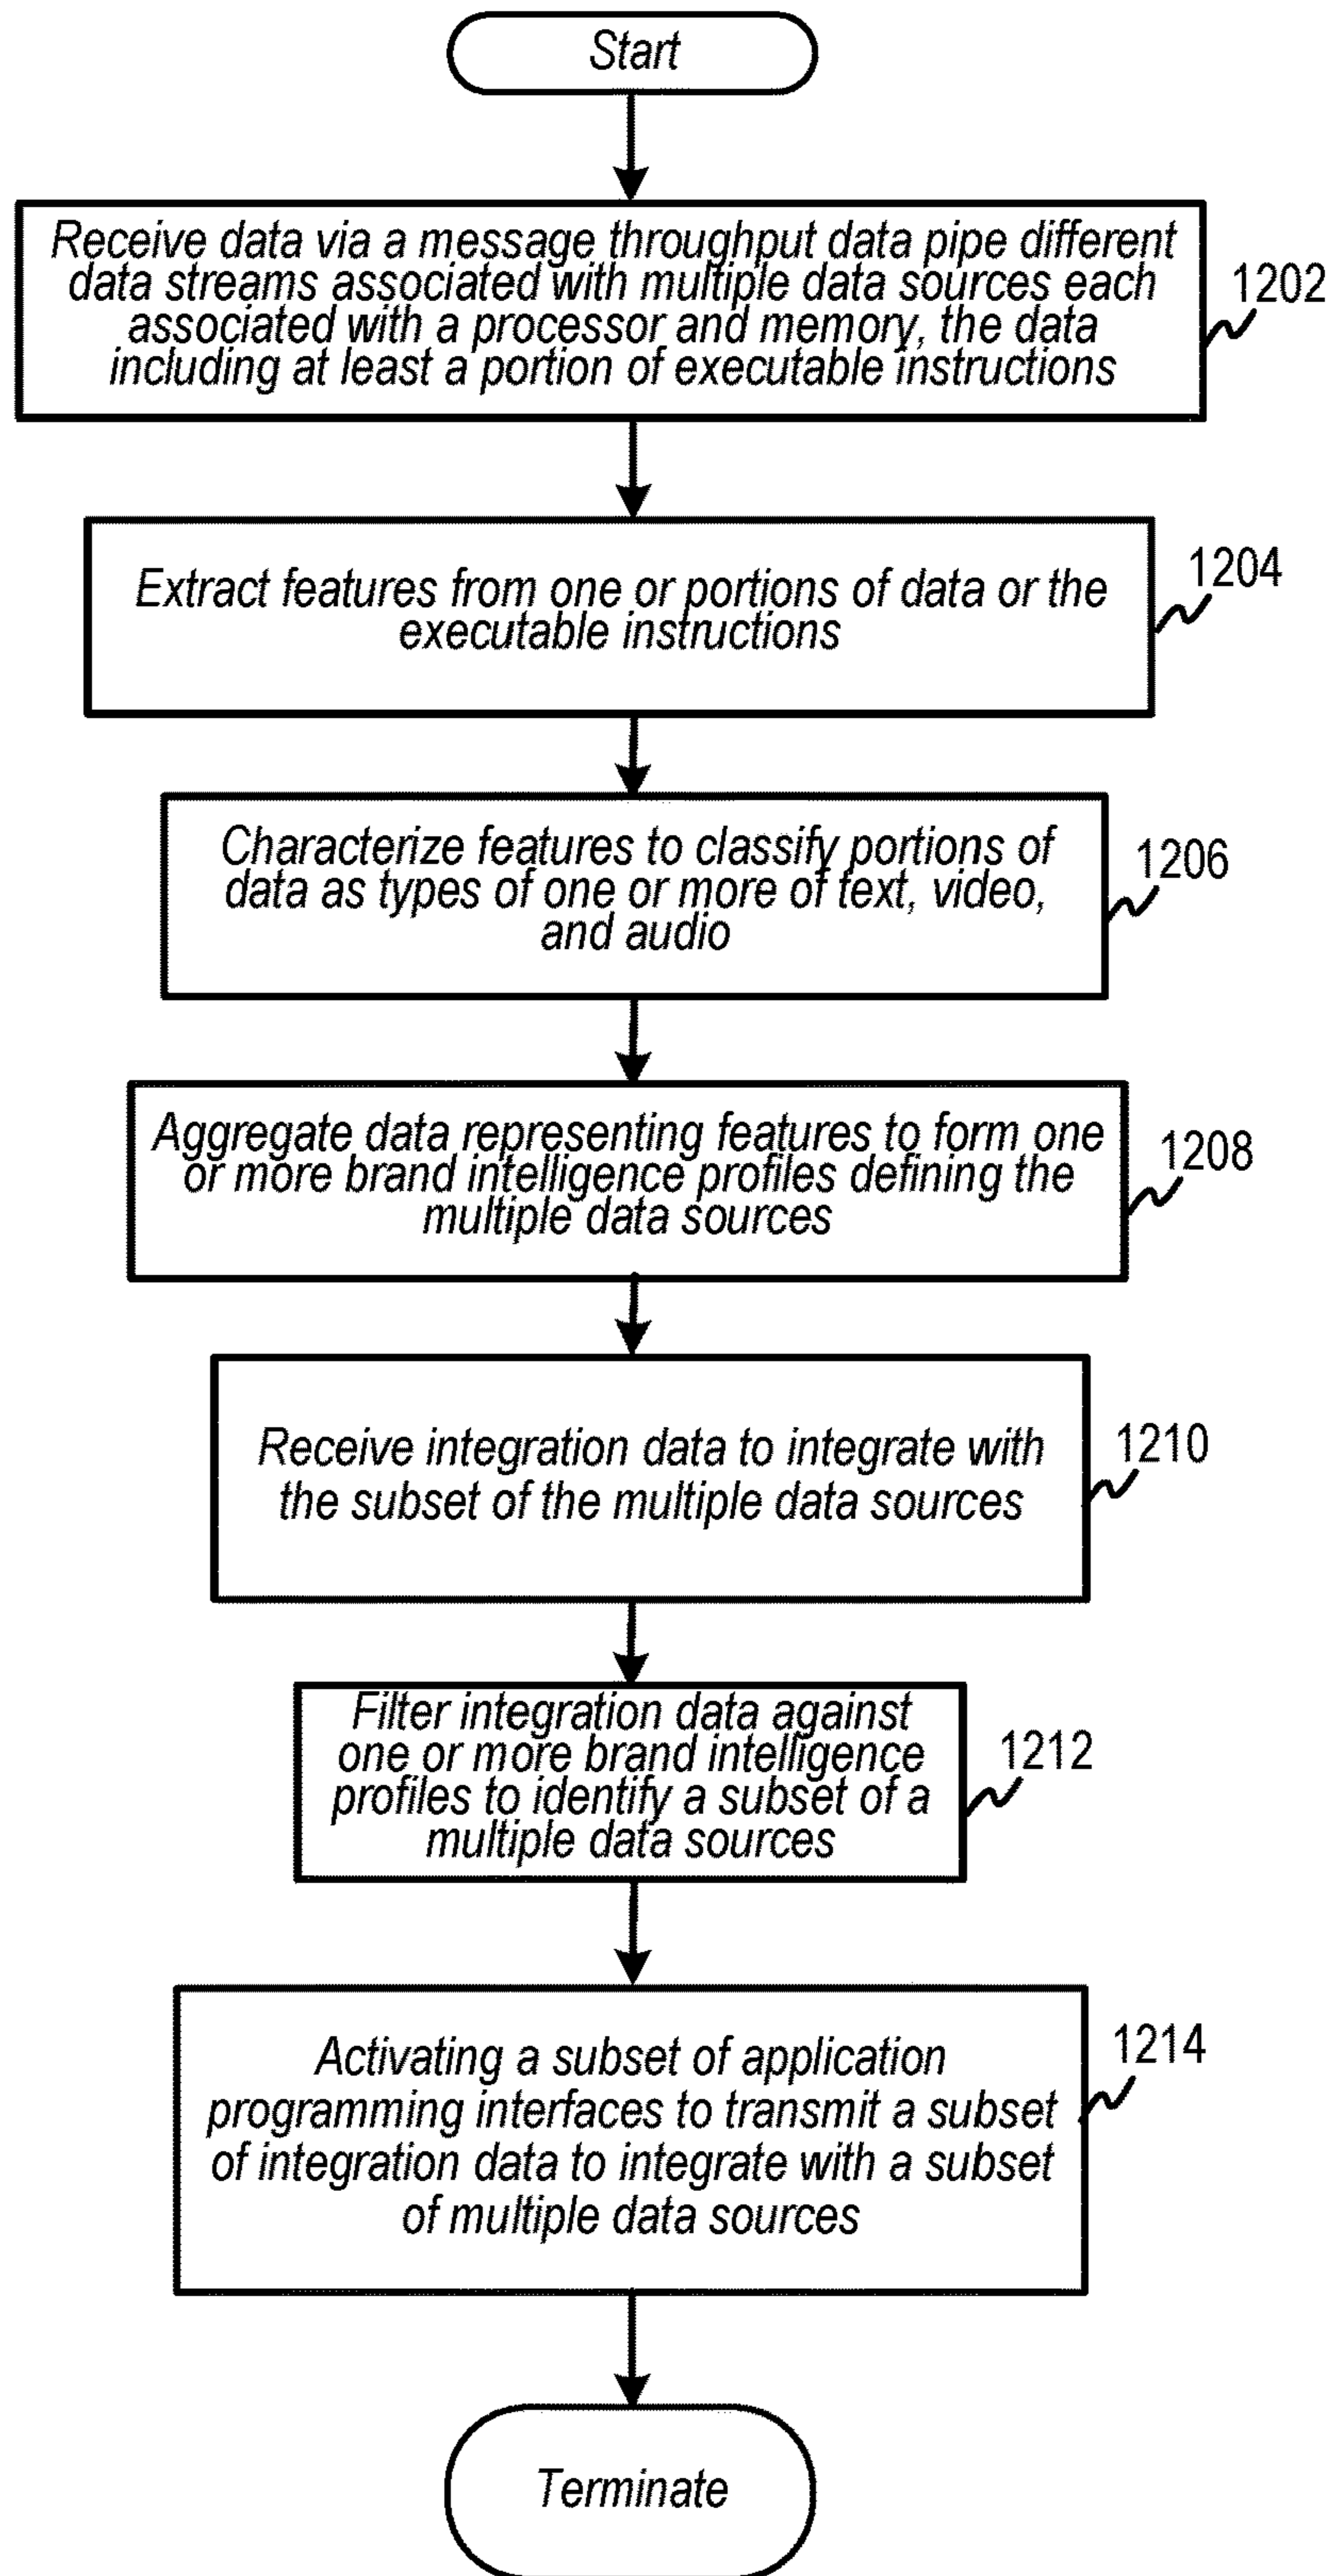 Start
Receive data via a message throughput data pipe different
data streams associated with multiple data sources each
associated with a processor and memory, the data
including at least a portion of executable instructions
1202
Extract features from one or portions of data or the
executable instructions
1204
Characterize features to classify portions of
data as types of one or more of text, video,
and audio
1206
Aggregate data representing features to form one
or more brand intelligence profiles defining the
multiple data sources
1208
Receive integration data to integrate with
the subset of the multiple data sources
1210
Filter integration data against
one or more brand intelligence
profiles to identify a subset of a
multiple data sources
1212
Activating a subset of application
programming interfaces to transmit a subset
of integration data to integrate with a subset
of multiple data sources
1214
Terminate